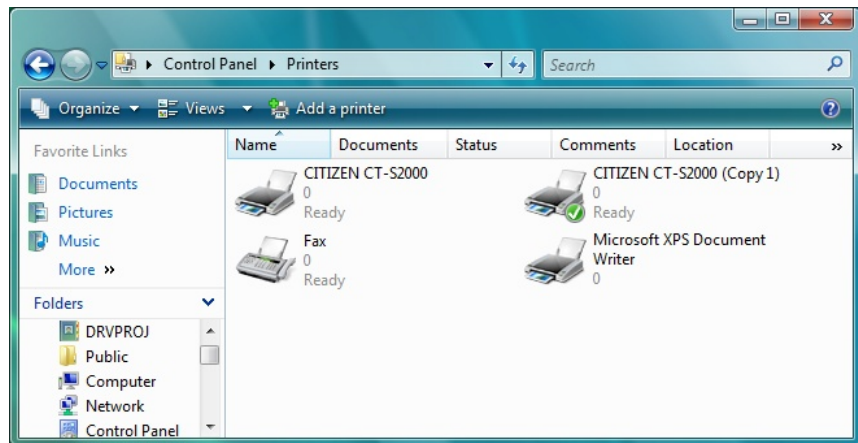 Control Panel Printers Search
Organize Views Add a printer
Favorite Links
Documents
Pictures
Music
More »
Folders
DRVPROJ
Public
Computer
Network
Control Panel
Name Documents Status Comments Location »
CITIZEN CT-S2000
0
Ready
CITIZEN CT-S2000 (Copy 1)
0
Ready
Fax
0
Ready
Microsoft XPS Document
Writer
0